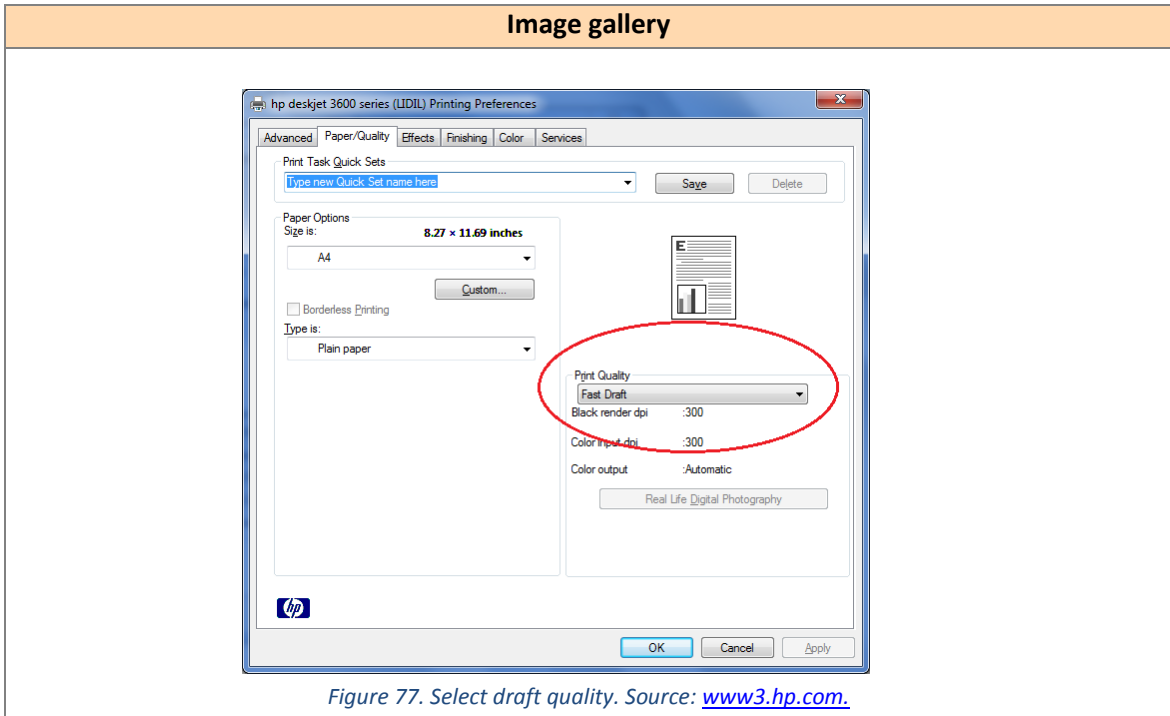 Image gallery
hp deskjet 3600 series (LIDIL) Printing Preferences
Advanced Paper/Quality Effects Finishing Color Services
Print Task Quick Sets
Type new Quick Set name here Save Delete
Paper Options
Size is: 8.27 × 11.69 inches
A4
Custom...
Borderless Printing
Type is:
Plain paper
E
Print Quality
Fast Draft
Black render dpi :300
Color input dpi :300
Color output :Automatic
Real Life Digital Photography
hp
OK Cancel Apply
Figure 77. Select draft quality. Source: www3.hp.com.